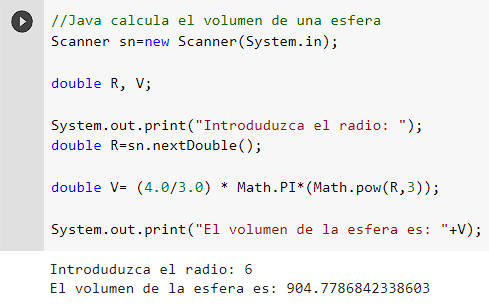 //Java calcula el volumen de una esfera
Scanner sn=new Scanner(System.in);
double R, V;
System.out.print("Introduduzca el radio: ");
double R=sn.nextDouble();
double V= (4.0/3.0) * Math.PI*(Math.pow(R,3));
System.out.print("El volumen de la esfera es: "+V);
Introduduzca el radio: 6
El volumen de la esfera es: 904.7786842338603